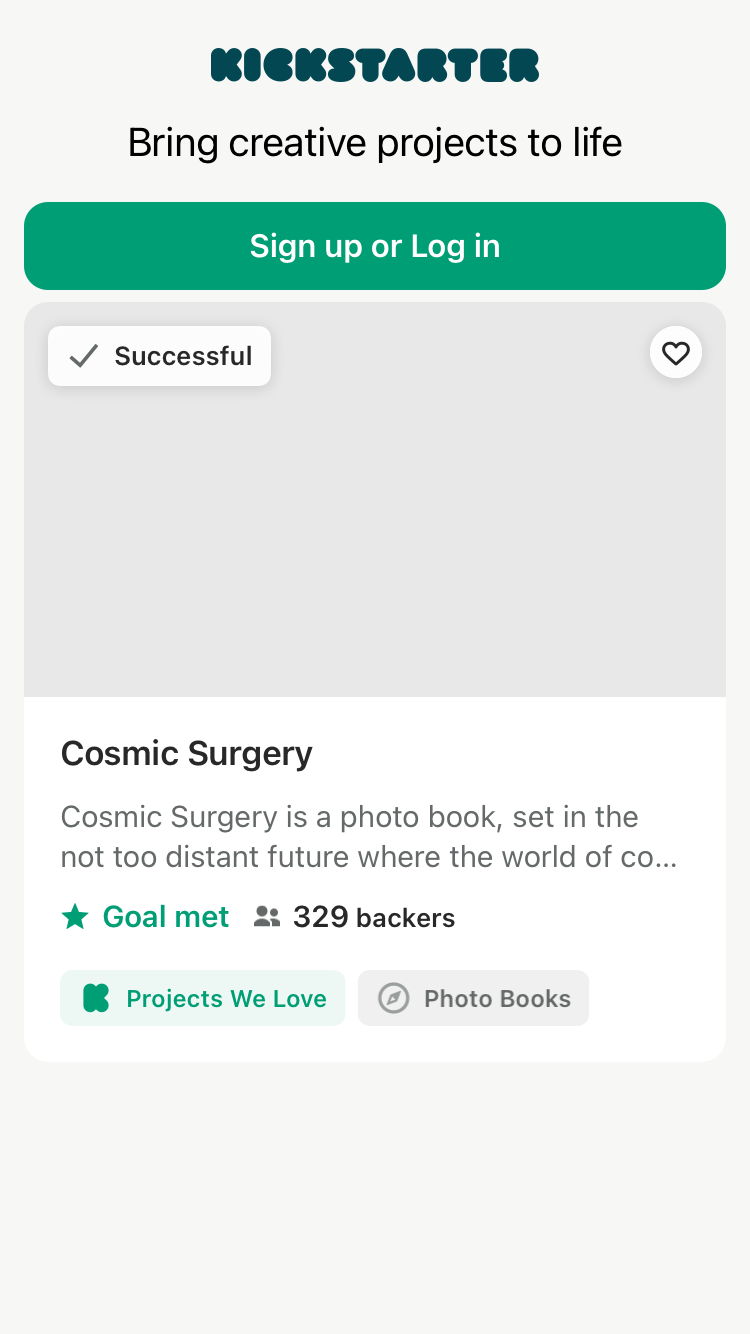 KICKSTARTER
Bring creative projects to life
Sign up or Log in
Successful
Cosmic Surgery
Cosmic Surgery is a photo book, set in the
not too distant future where the world of co...
Goal met 329 backers
Projects We Love Photo Books